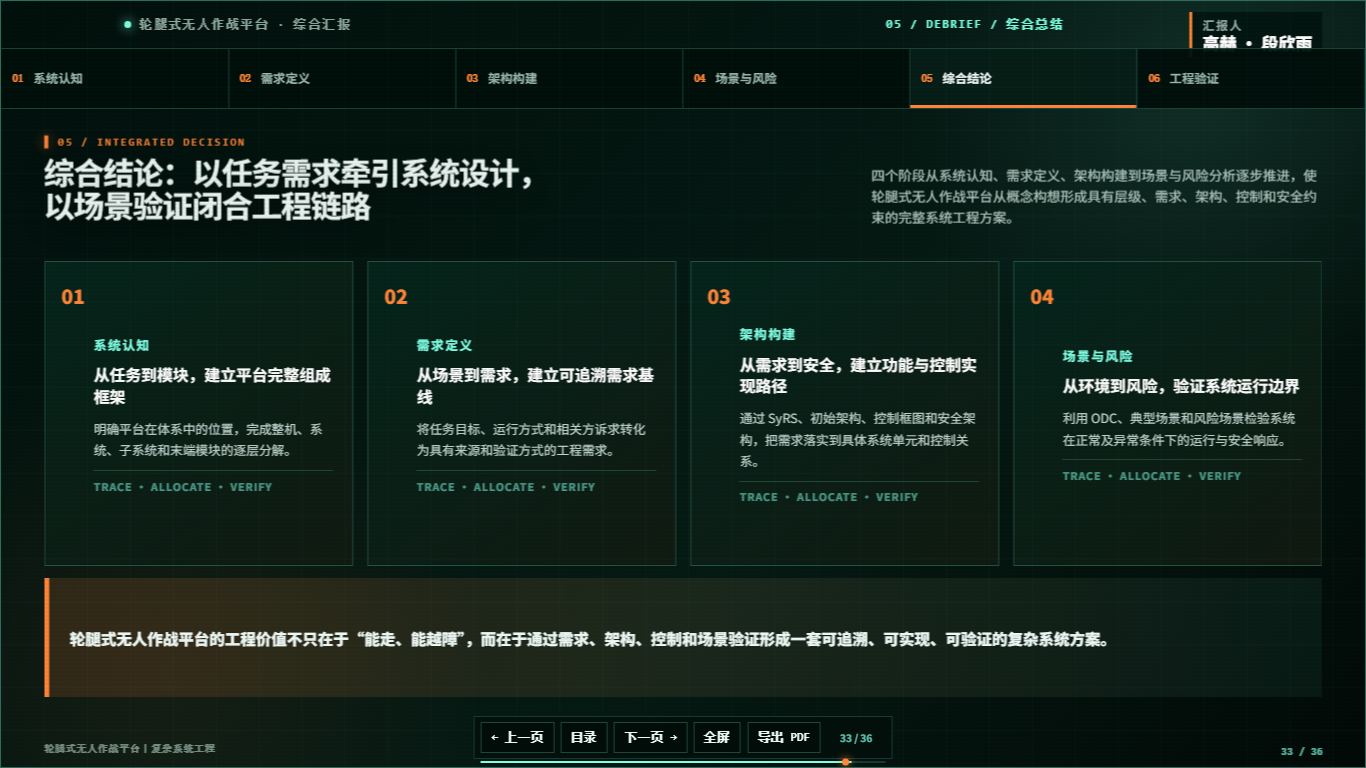 轮腿式无人作战平台 · 综合汇报
05 / DEBRIEF / 综合总结
汇报人
高赫 · 段欣雨
01 系统认知
02 需求定义
03 架构构建
04 场景与风险
05 综合结论
06 工程验证
05 / INTEGRATED DECISION
综合结论：以任务需求牵引系统设计，
以场景验证闭合工程链路
四个阶段从系统认知、需求定义、架构构建到场景与风险分析逐步推进，使
轮腿式无人作战平台从概念构想形成具有层级、需求、架构、控制和安全约
束的完整系统工程方案。
01
系统认知
从任务到模块，建立平台完整组成
框架
明确平台在体系中的位置，完成整机、系
统、子系统和末端模块的逐层分解。
TRACE · ALLOCATE · VERIFY
02
需求定义
从场景到需求，建立可追溯需求基
线
将任务目标、运行方式和相关方诉求转化
为具有来源和验证方式的工程需求。
TRACE · ALLOCATE · VERIFY
03
架构构建
从需求到安全，建立功能与控制实
现路径
通过 SyRS、初始架构、控制框图和安全架
构，把需求落实到具体系统单元和控制关
系。
TRACE · ALLOCATE · VERIFY
04
场景与风险
从环境到风险，验证系统运行边界
利用 ODC、典型场景和风险场景检验系统
在正常及异常条件下的运行与安全响应。
TRACE · ALLOCATE · VERIFY
轮腿式无人作战平台的工程价值不只在于“能走、能越障”，而在于通过需求、架构、控制和场景验证形成一套可追溯、可实现、可验证的复杂系统方案。
← 上一页
目录
下一页 →
全屏
导出 PDF
33/36
轮腿式无人作战平台 | 复杂系统工程
33 / 36